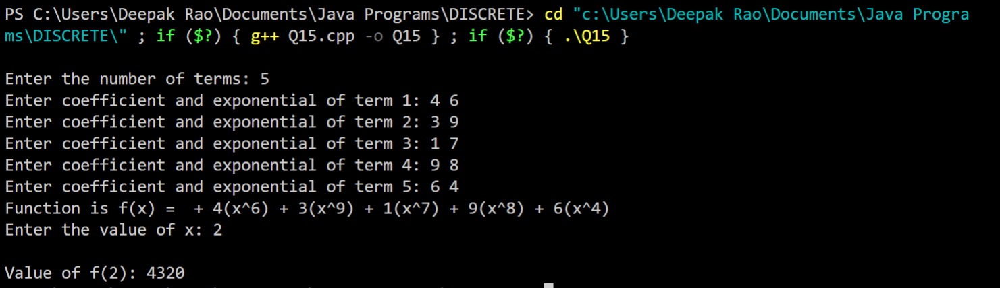 PS C:\Users\Deepak Rao\Documents\Java Programs\DISCRETE> cd "c:\Users\Deepak Rao\Documents\Java Progra
ms\DISCRETE\" ; if ($?) { g++ Q15.cpp -o Q15 } ; if ($?) { .\Q15 }
Enter the number of terms: 5
Enter coefficient and exponential of term 1: 4 6
Enter coefficient and exponential of term 2: 3 9
Enter coefficient and exponential of term 3: 1 7
Enter coefficient and exponential of term 4: 9 8
Enter coefficient and exponential of term 5: 6 4
Function is f(x) =  + 4(x^6) + 3(x^9) + 1(x^7) + 9(x^8) + 6(x^4)
Enter the value of x: 2
Value of f(2): 4320